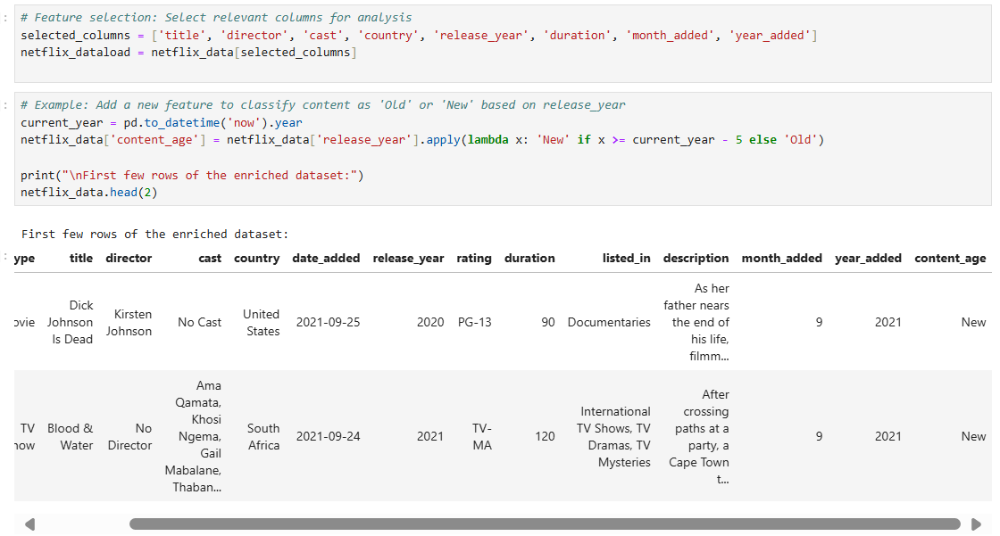 # Feature selection: Select relevant columns for analysis
selected_columns = ['title', 'director', 'cast', 'country', 'release_year', 'duration', 'month_added', 'year_added']
netflix_dataload = netflix_data[selected_columns]
# Example: Add a new feature to classify content as 'Old' or 'New' based on release_year
current_year = pd.to_datetime('now').year
netflix_data['content_age'] = netflix_data['release_year'].apply(lambda x: 'New' if x >= current_year - 5 else 'Old')
print("\nFirst few rows of the enriched dataset:")
netflix_data.head(2)
First few rows of the enriched dataset:
ype title director cast country date_added release_year rating duration listed_in description month_added year_added content_age
As her
Dick father nears
Kirsten United the end of
ovie Johnson No Cast 2021-09-25 2020 PG-13 90 Documentaries 9 2021 New
Johnson States his life,
Is Dead filmm...
Ama
Qamata, After
Khosi International crossing
TV Blood & No Ngema, South TV- TV Shows, TV paths at a
2021-09-24 2021 120 9 2021 New
how Water Director Gail Africa MA Dramas, TV party, a
Mabalane, Mysteries Cape Town
Thaban... t...